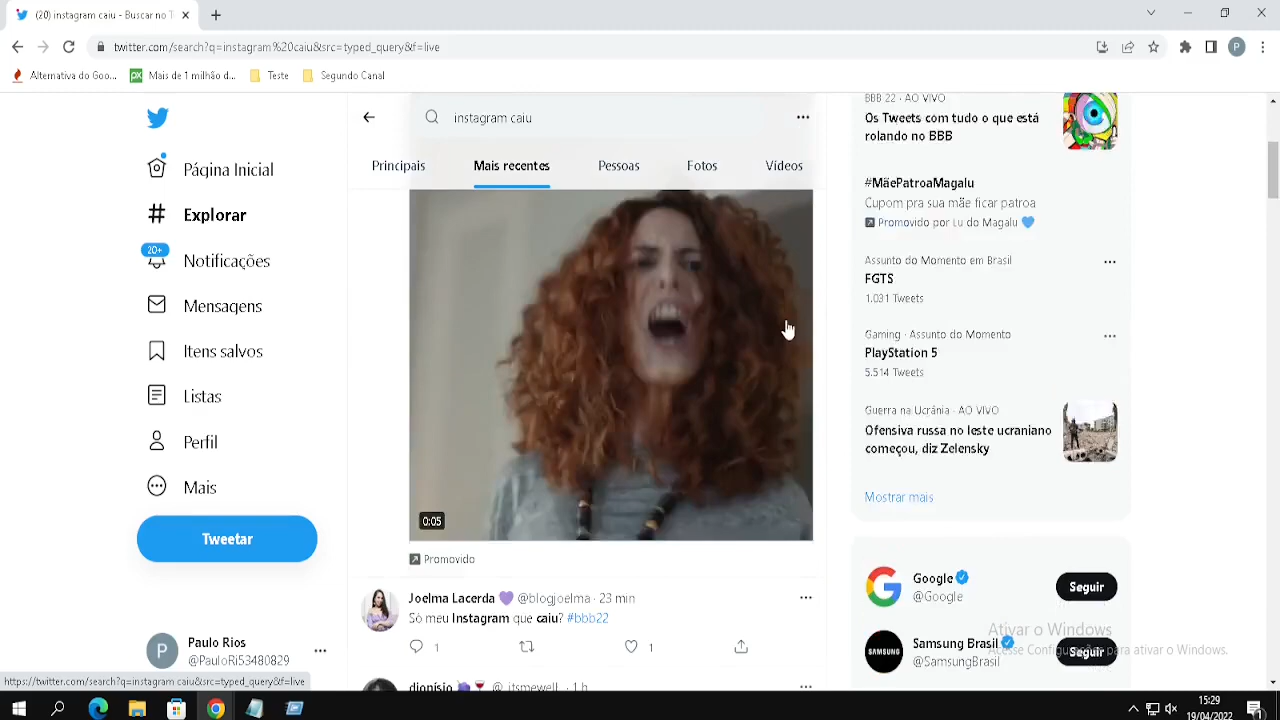 (20) instagram caiu - Busca no T
twitter.com/search?q=instagram%20caiu&src=typed_query&f=live
P
Alternativa do Goo...
Mais de 1 milhão d...
Teste
Segundo Canal
Página Inicial
Explorar
20+
Notificações
Mensagens
Itens salvos
Listas
Perfil
Mais
Tweetar
P
Paulo Rios
@PauloRi53480829
https://twitter.com/search?q=instagram caiu&src=typed_query&f=live
instagram caiu
Principais
Mais recentes
Pessoas
Fotos
Vídeos
0:05
Promovido
Joelma Lacerda 💜 @blogjoelma · 23 min
Só meu Instagram que caiu? #bbb22
1
1
dionísio
· 1 h
BBB 22 · AO VIVO
Os Tweets com tudo o que está
rolando no BBB
#MãePatroaMagalu
Cupom pra sua mãe ficar patroa
Promovido por Lu do Magalu 💙
Assunto do Momento em Brasil
FGTS
1.031 Tweets
Gaming · Assunto do Momento
PlayStation 5
5.514 Tweets
Guerra na Ucrânia · AO VIVO
Ofensiva russa no leste ucraniano
começou, diz Zelensky
Mostrar mais
Google
@Google
Seguir
Samsung Brasil
@SamsungBrasil
SAMSUNG
Seguir
Ativar o Windows
Acesse Configurações para ativar o Windows.
15:29
19/04/2022
1